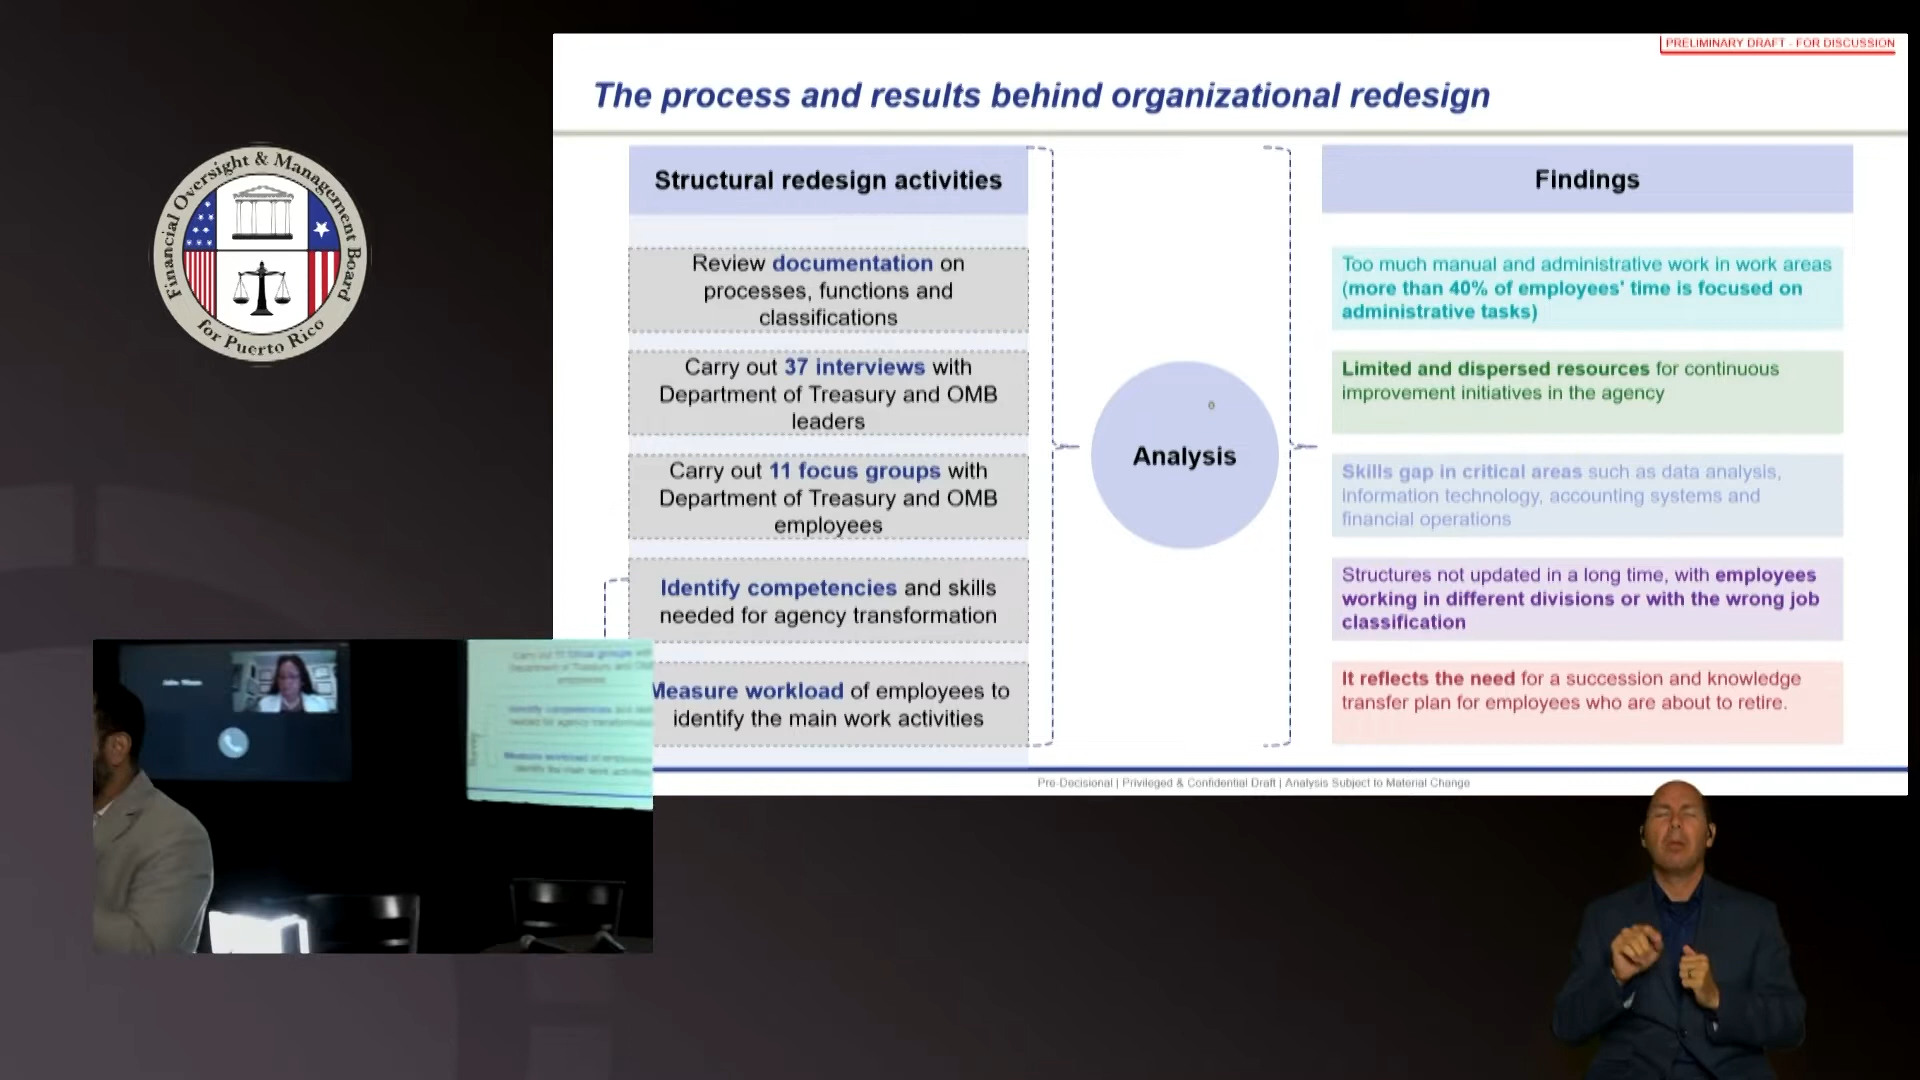 PRELIMINARY DRAFT - FOR DISCUSSION
The process and results behind organizational redesign
Financial Oversight & Management Board
for Puerto Rico
Structural redesign activities
Review documentation on
processes, functions and
classifications
Carry out 37 interviews with
Department of Treasury and OMB
leaders
Carry out 11 focus groups with
Department of Treasury and OMB
employees
Identify competencies and skills
needed for agency transformation
Measure workload of employees to
identify the main work activities
Analysis
Findings
Too much manual and administrative work in work areas
(more than 40% of employees' time is focused on
administrative tasks)
Limited and dispersed resources for continuous
improvement initiatives in the agency
Skills gap in critical areas such as data analysis,
information technology, accounting systems and
financial operations
Structures not updated in a long time, with employees
working in different divisions or with the wrong job
classification
It reflects the need for a succession and knowledge
transfer plan for employees who are about to retire.
Pre-Decisional | Privileged & Confidential Draft | Analysis Subject to Material Change